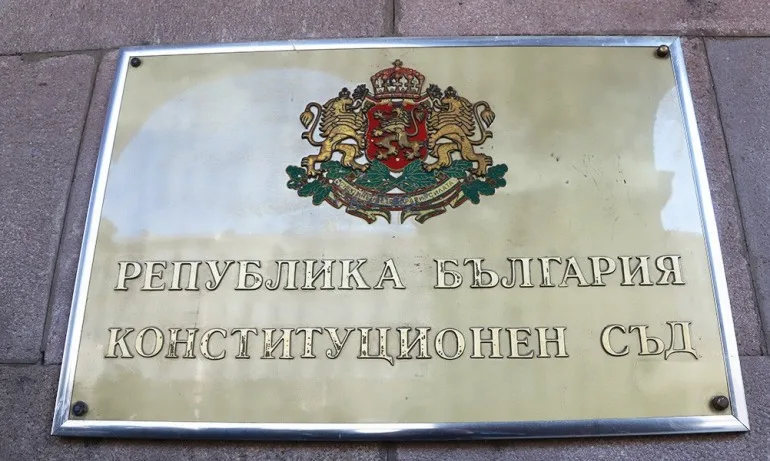 РЕПУБЛИКА БЪЛГАРИЯ
КОНСТИТУЦИОНЕН СЪД